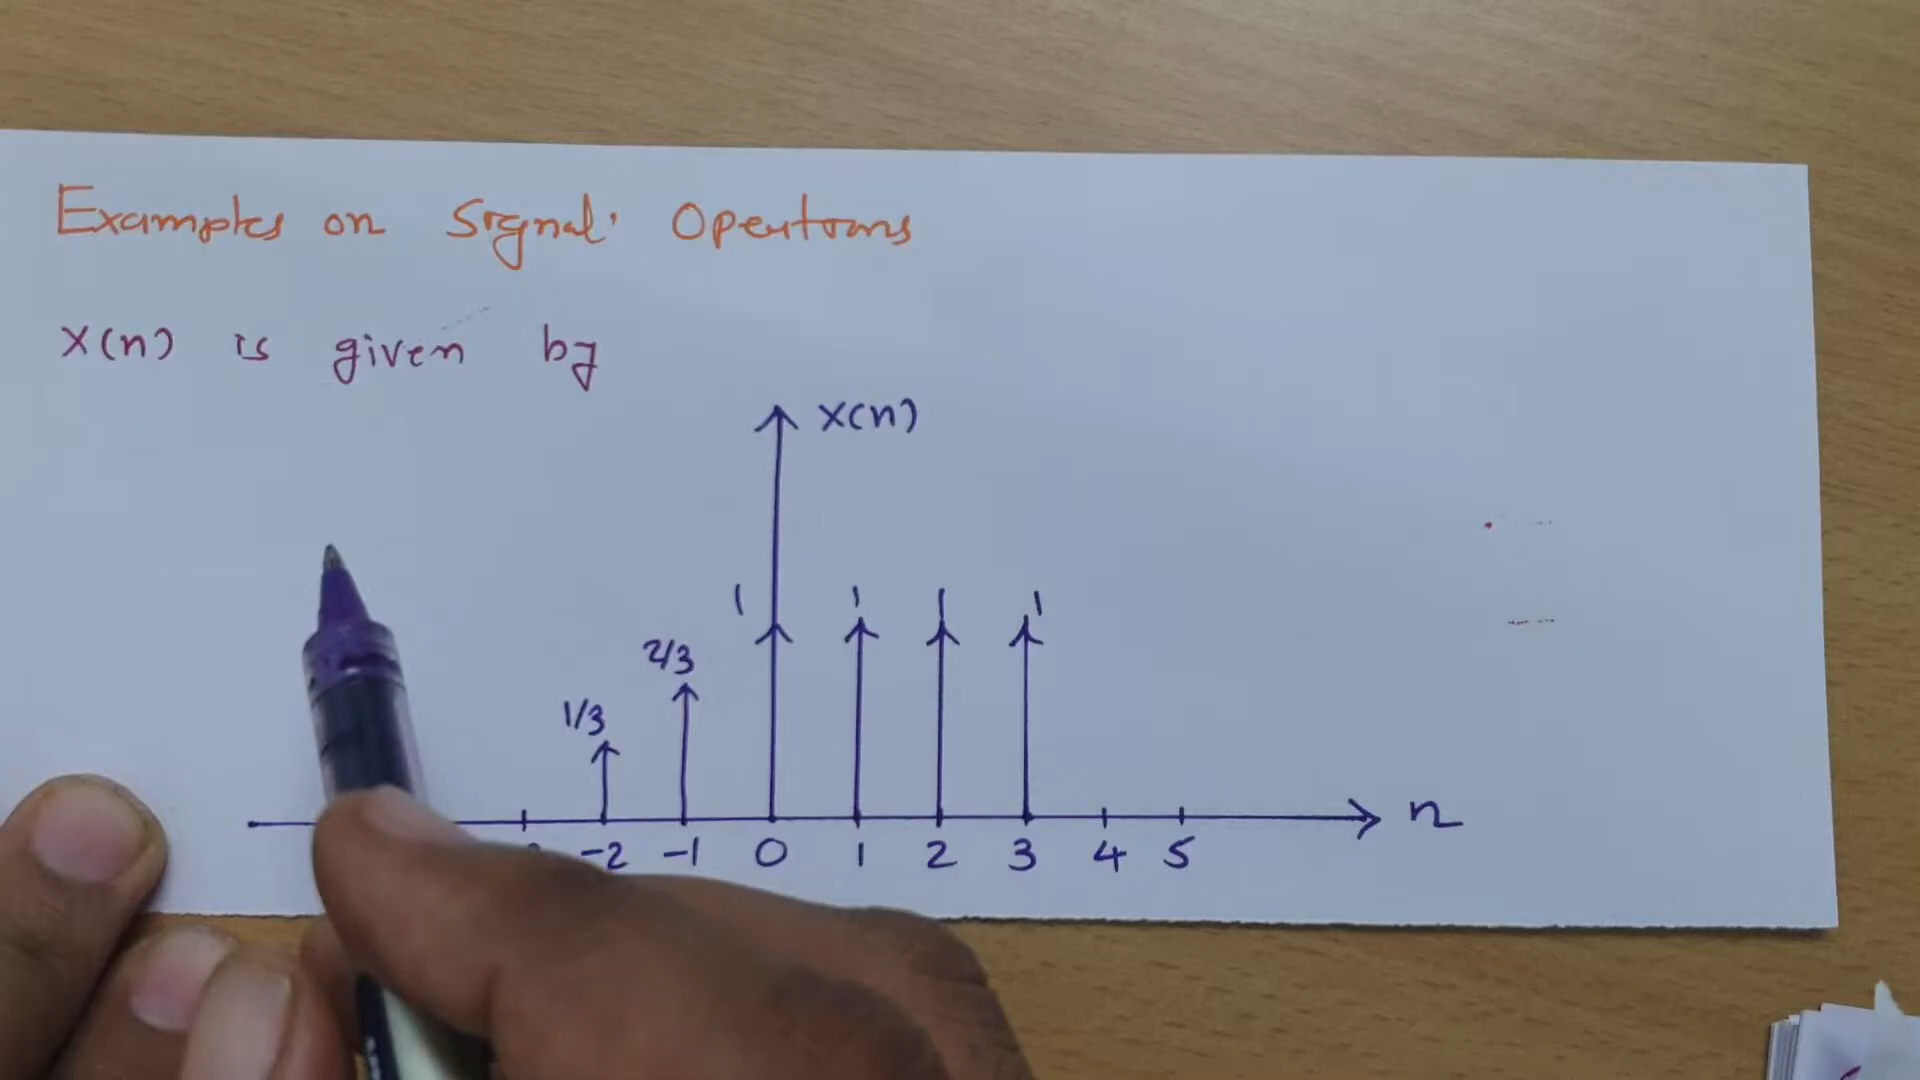 Examples on Signal Opertions
x(n) is given by
x(n)
1 1 1 1
2/3
1/3
n
-2 -1 0 1 2 3 4 5